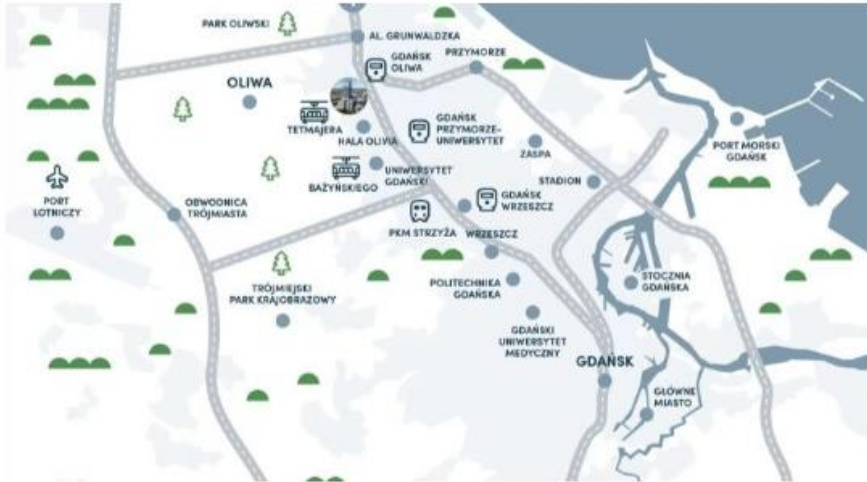 PARK OLIWSKI
AL. GRUNWALDZKA
GDAŃSK
OLIWA
PRZYMORZE
OLIWA
TETMAJERA
HALA OLIVIA
GDAŃSK
PRZYMORZE-
UNIWERSYTET
ZASPA
PORT MORSKI
GDAŃSK
BAŻYŃSKIEGO
UNIWERSYTET
GDAŃSKI
STADION
PORT
LOTNICZY
OBWODNICA
TRÓJMIASTA
GDAŃSK
WRZESZCZ
PKM STRZYŻA
WRZESZCZ
TRÓJMIEJSKI
PARK KRAJOBRAZOWY
POLITECHNIKA
GDAŃSKA
STOCZNIA
GDAŃSKA
GDAŃSKI
UNIWERSYTET
MEDYCZNY
GDAŃSK
GŁÓWNE
MIASTO